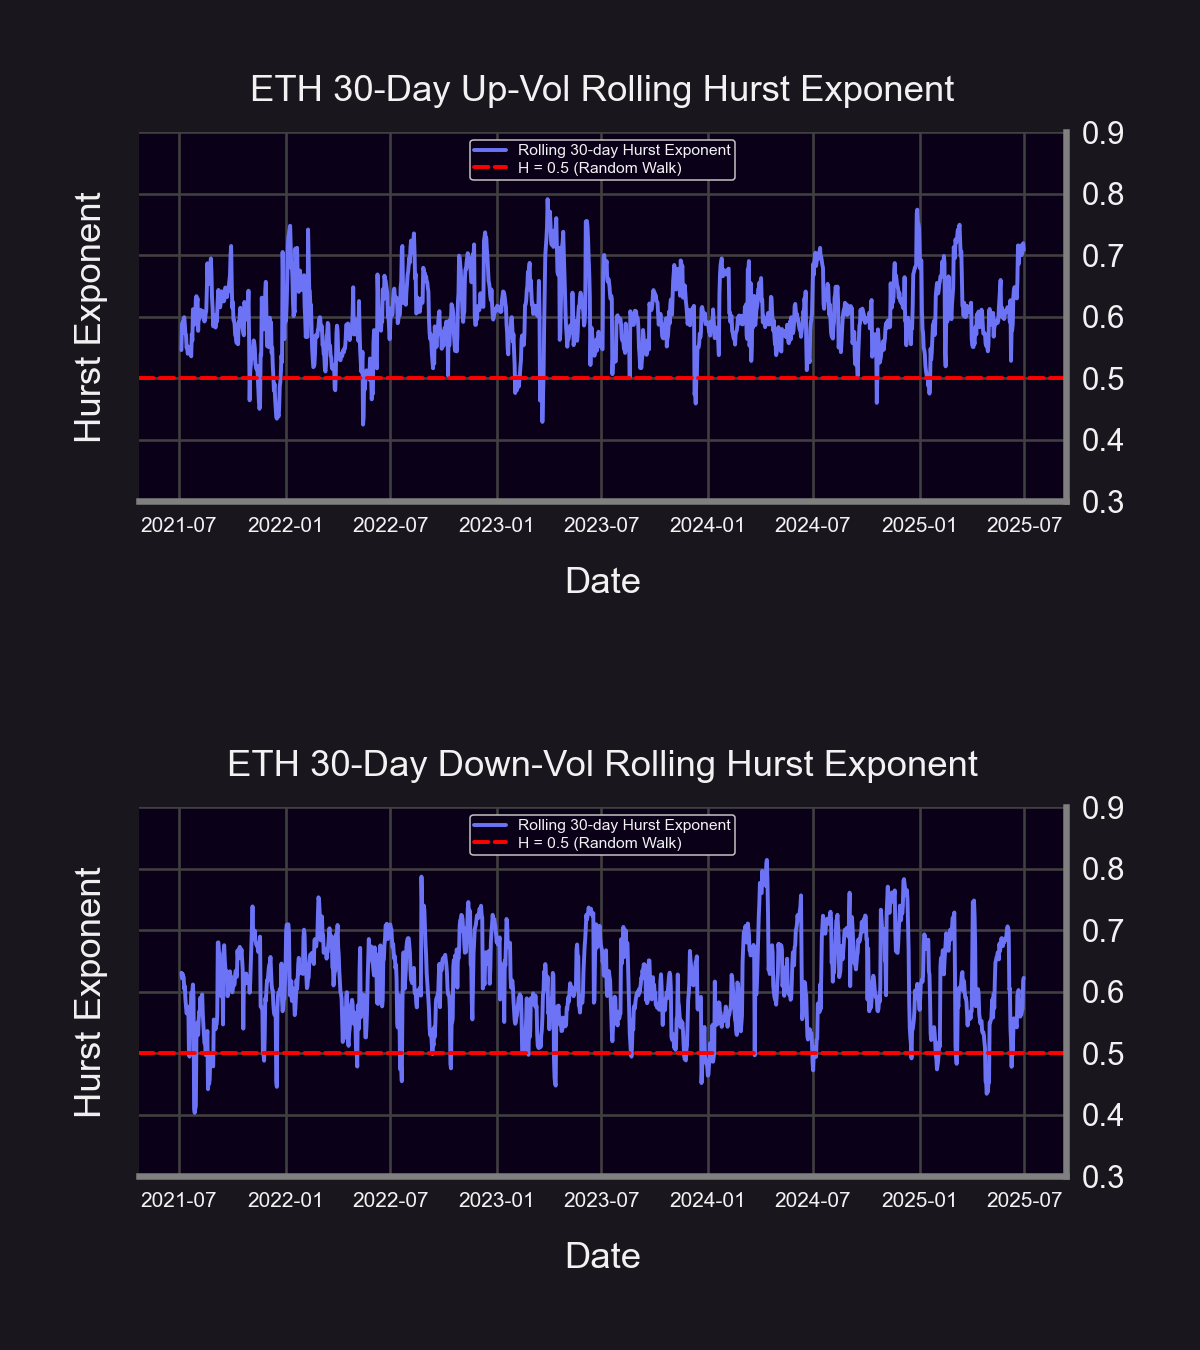 ETH 30-Day Up-Vol Rolling Hurst Exponent
Rolling 30-day Hurst Exponent
H = 0.5 (Random Walk)
Hurst Exponent
0.9
0.8
0.7
0.6
0.5
0.4
0.3
2021-07 2022-01 2022-07 2023-01 2023-07 2024-01 2024-07 2025-01 2025-07
Date
ETH 30-Day Down-Vol Rolling Hurst Exponent
Rolling 30-day Hurst Exponent
H = 0.5 (Random Walk)
Hurst Exponent
0.9
0.8
0.7
0.6
0.5
0.4
0.3
2021-07 2022-01 2022-07 2023-01 2023-07 2024-01 2024-07 2025-01 2025-07
Date